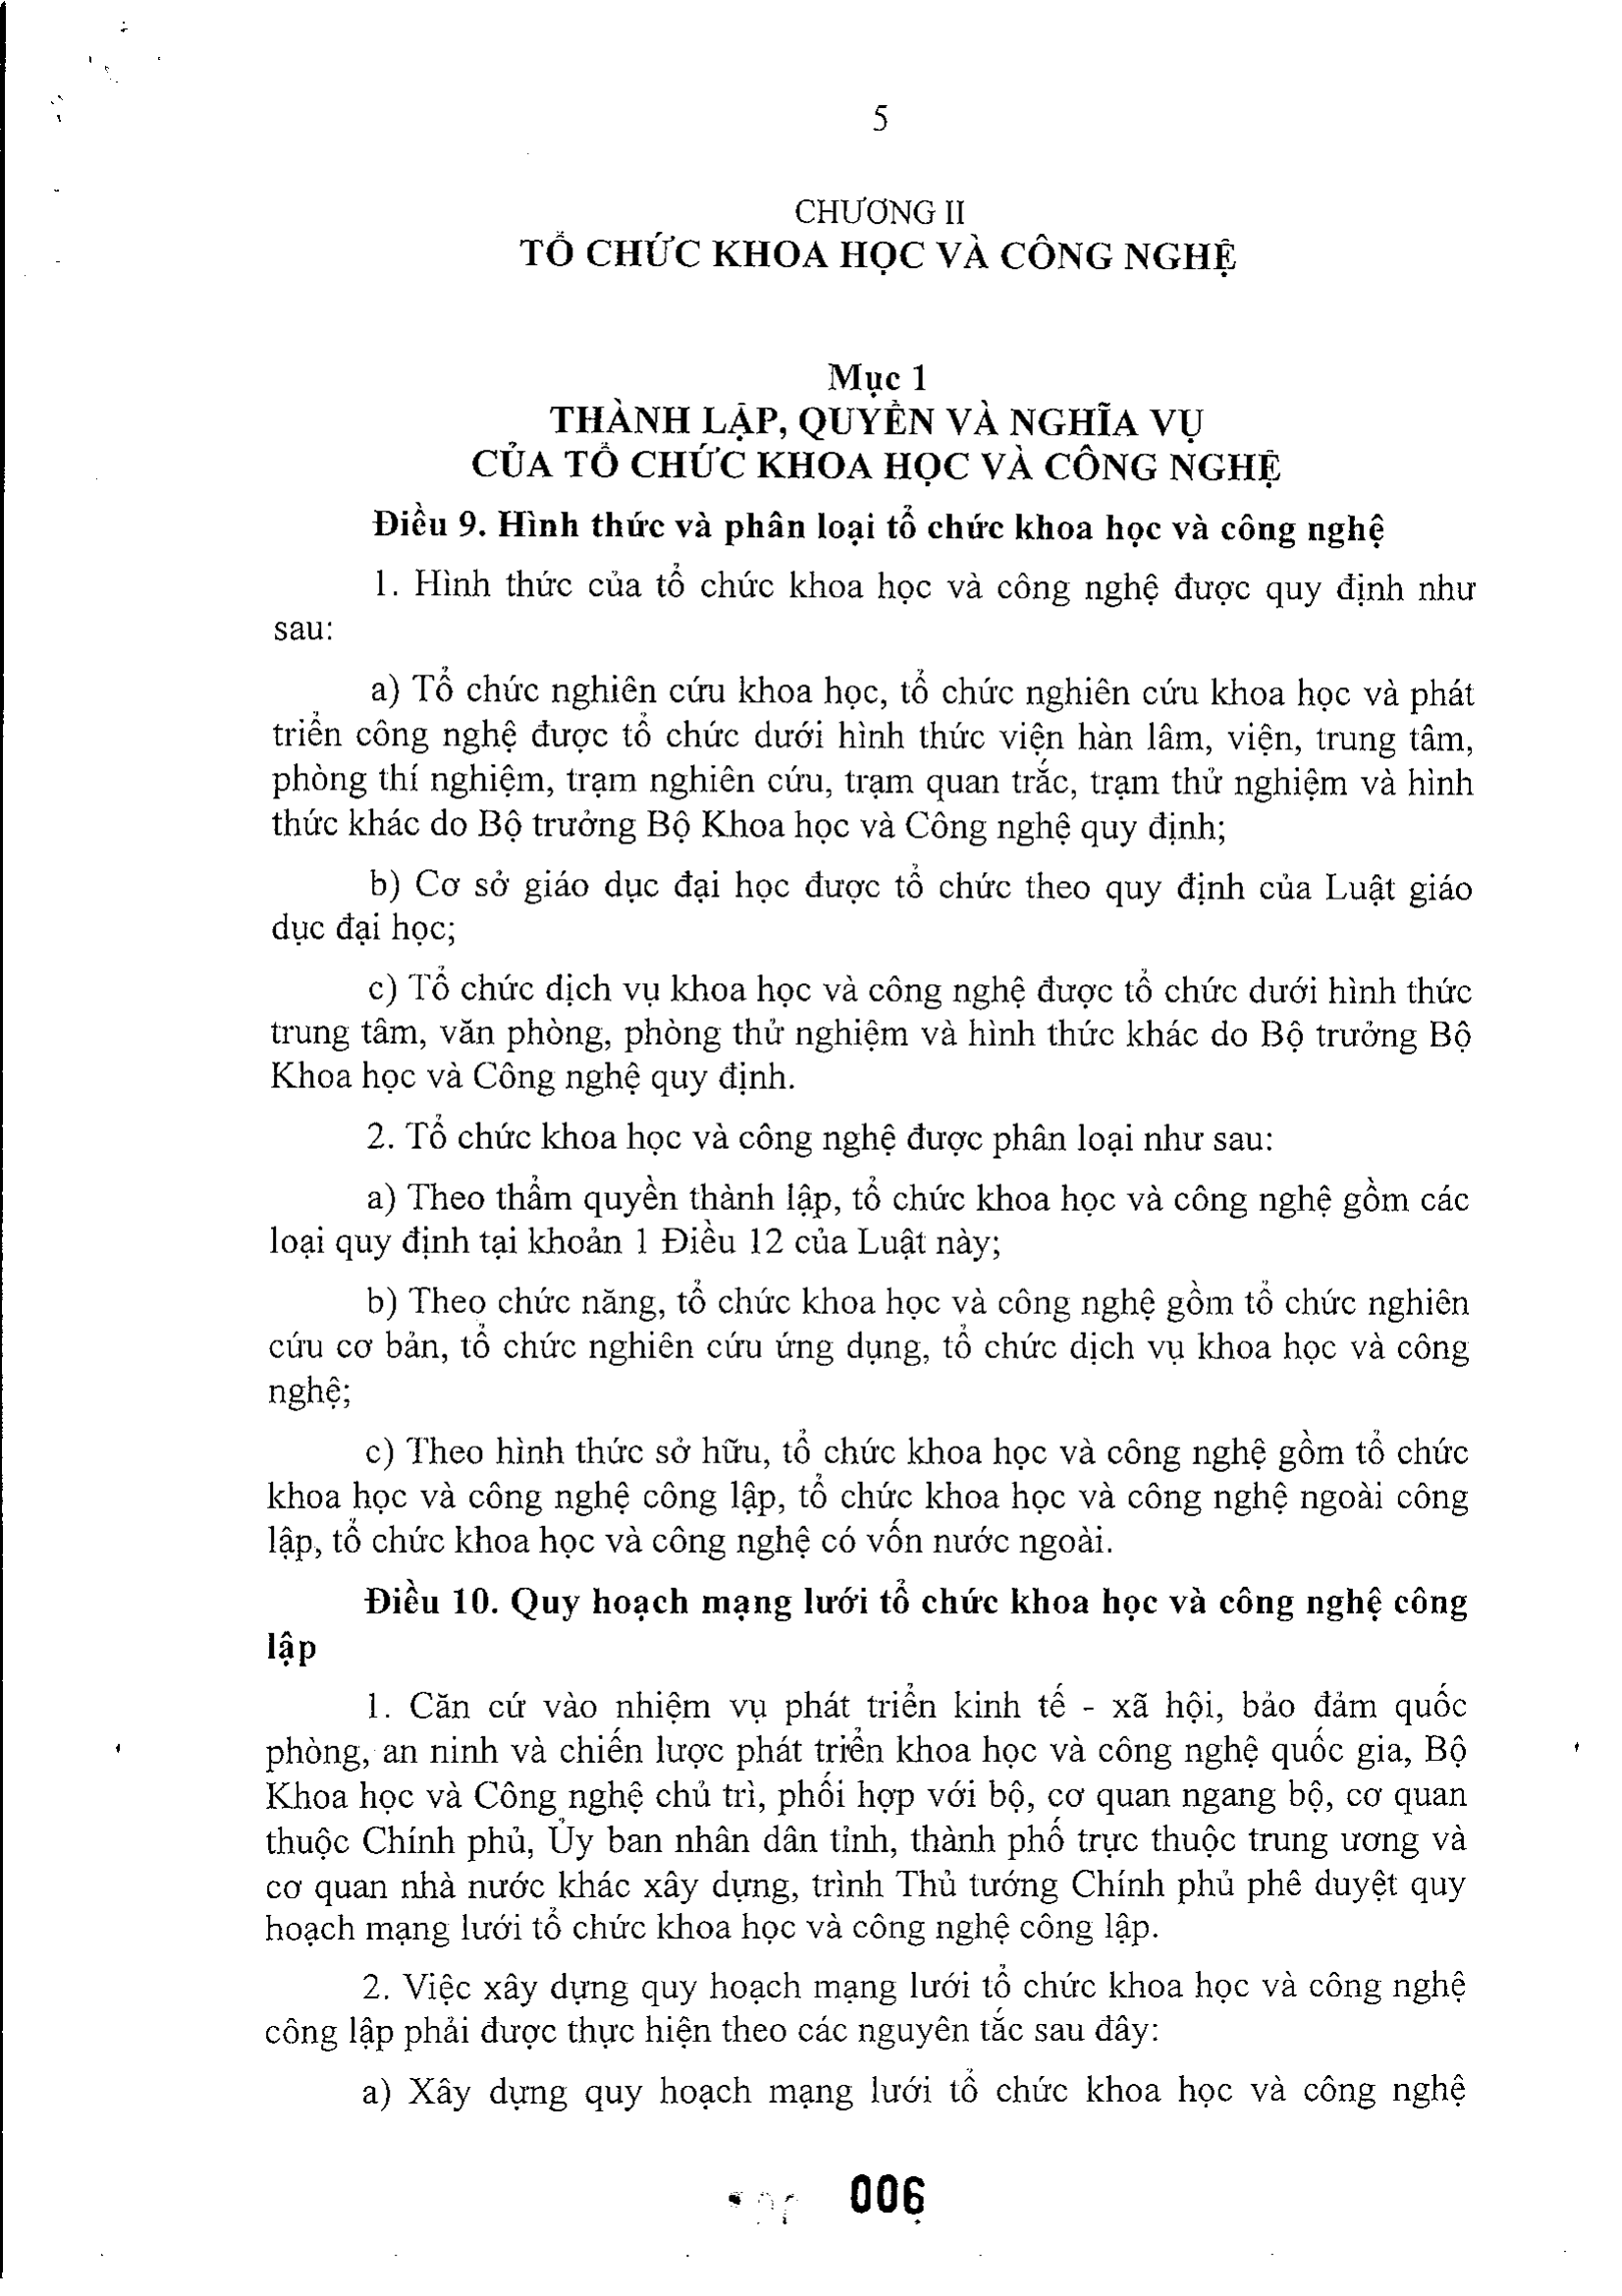 5
CHƯƠNG II
TỔ CHỨC KHOA HỌC VÀ CÔNG NGHỆ
Mục 1
THÀNH LẬP, QUYỀN VÀ NGHĨA VỤ
CỦA TỔ CHỨC KHOA HỌC VÀ CÔNG NGHỆ
Điều 9. Hình thức và phân loại tổ chức khoa học và công nghệ
1. Hình thức của tổ chức khoa học và công nghệ được quy định như
sau:
a) Tổ chức nghiên cứu khoa học, tổ chức nghiên cứu khoa học và phát
triển công nghệ được tổ chức dưới hình thức viện hàn lâm, viện, trung tâm,
phòng thí nghiệm, trạm nghiên cứu, trạm quan trắc, trạm thử nghiệm và hình
thức khác do Bộ trưởng Bộ Khoa học và Công nghệ quy định;
b) Cơ sở giáo dục đại học được tổ chức theo quy định của Luật giáo
dục đại học;
c) Tổ chức dịch vụ khoa học và công nghệ được tổ chức dưới hình thức
trung tâm, văn phòng, phòng thử nghiệm và hình thức khác do Bộ trưởng Bộ
Khoa học và Công nghệ quy định.
2. Tổ chức khoa học và công nghệ được phân loại như sau:
a) Theo thẩm quyền thành lập, tổ chức khoa học và công nghệ gồm các
loại quy định tại khoản 1 Điều 12 của Luật này;
b) Theo chức năng, tổ chức khoa học và công nghệ gồm tổ chức nghiên
cứu cơ bản, tổ chức nghiên cứu ứng dụng, tổ chức dịch vụ khoa học và công
nghệ;
c) Theo hình thức sở hữu, tổ chức khoa học và công nghệ gồm tổ chức
khoa học và công nghệ công lập, tổ chức khoa học và công nghệ ngoài công
lập, tổ chức khoa học và công nghệ có vốn nước ngoài.
Điều 10. Quy hoạch mạng lưới tổ chức khoa học và công nghệ công
lập
1. Căn cứ vào nhiệm vụ phát triển kinh tế - xã hội, bảo đảm quốc
phòng, an ninh và chiến lược phát triển khoa học và công nghệ quốc gia, Bộ
Khoa học và Công nghệ chủ trì, phối hợp với bộ, cơ quan ngang bộ, cơ quan
thuộc Chính phủ, Ủy ban nhân dân tỉnh, thành phố trực thuộc trung ương và
cơ quan nhà nước khác xây dựng, trình Thủ tướng Chính phủ phê duyệt quy
hoạch mạng lưới tổ chức khoa học và công nghệ công lập.
2. Việc xây dựng quy hoạch mạng lưới tổ chức khoa học và công nghệ
công lập phải được thực hiện theo các nguyên tắc sau đây:
a) Xây dựng quy hoạch mạng lưới tổ chức khoa học và công nghệ
006